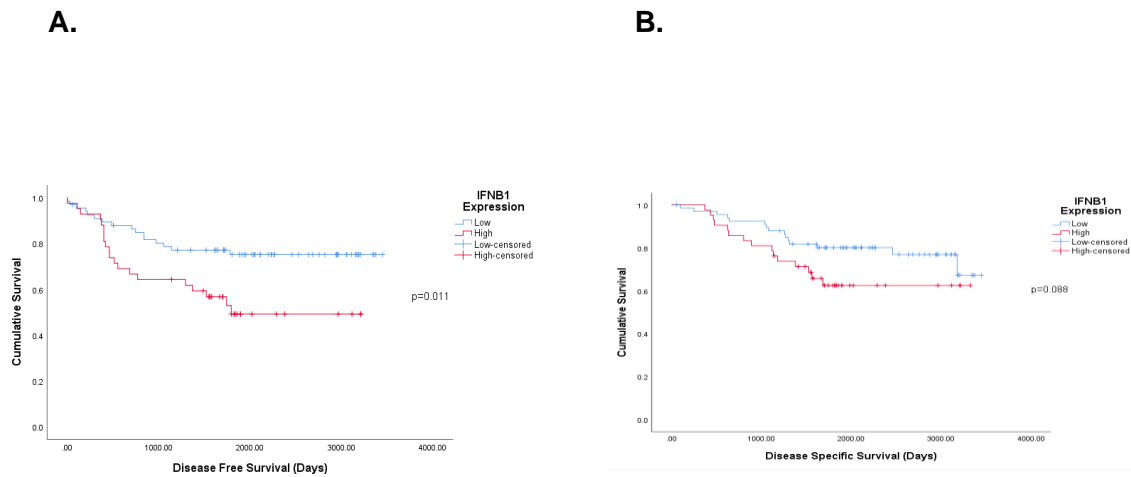 A.
B.
IFNB1
Expression
Low
High
Low-censored
High-censored
p=0.011
Cumulative Survival
1.0
0.8
0.6
0.4
0.2
0.0
.00
1000.00
2000.00
3000.00
4000.00
Disease Free Survival (Days)
IFNB1
Expression
Low
High
Low-censored
High-censored
p=0.088
Cumulative Survival
1.0
0.8
0.6
0.4
0.2
0.0
.00
1000.00
2000.00
3000.00
4000.00
Disease Specific Survival (Days)